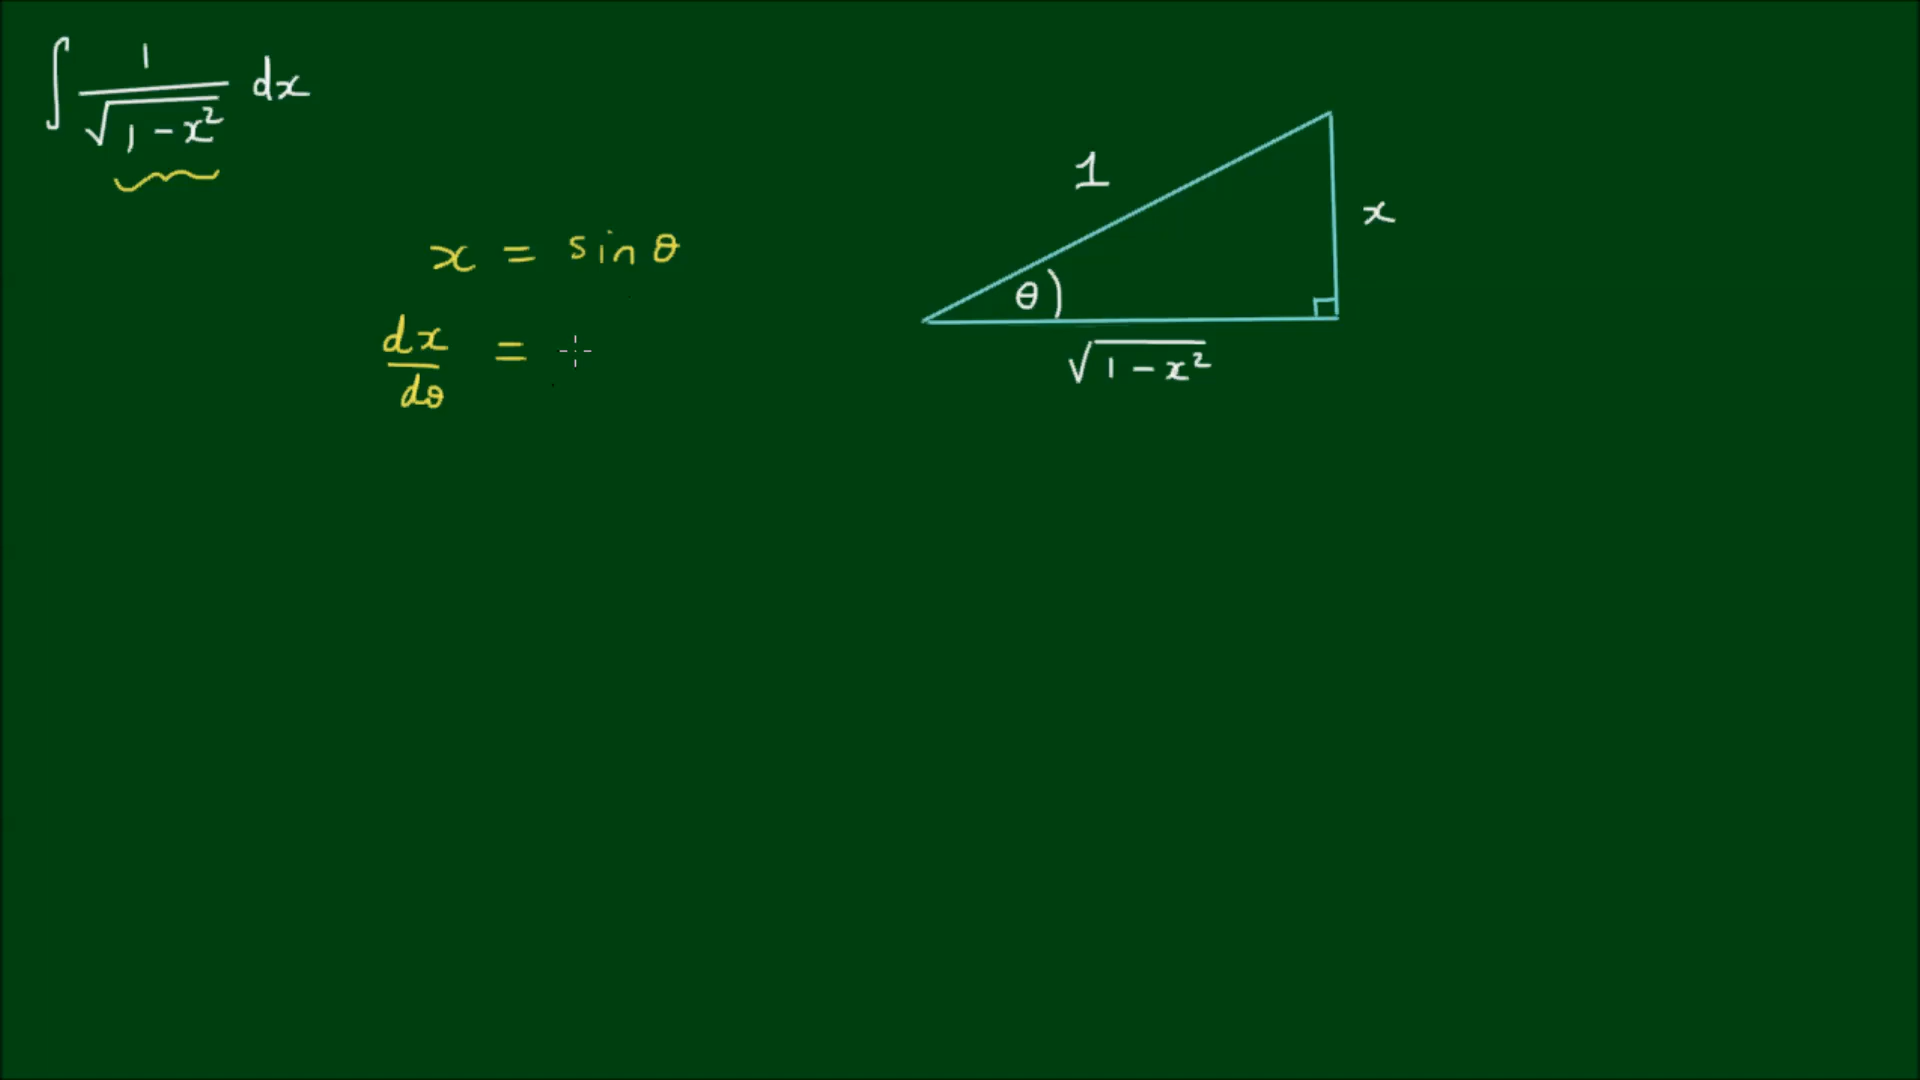 ∫ 1/√(1 − x²) dx
x = sin θ
dx/dθ =
1
x
θ
√(1 − x²)